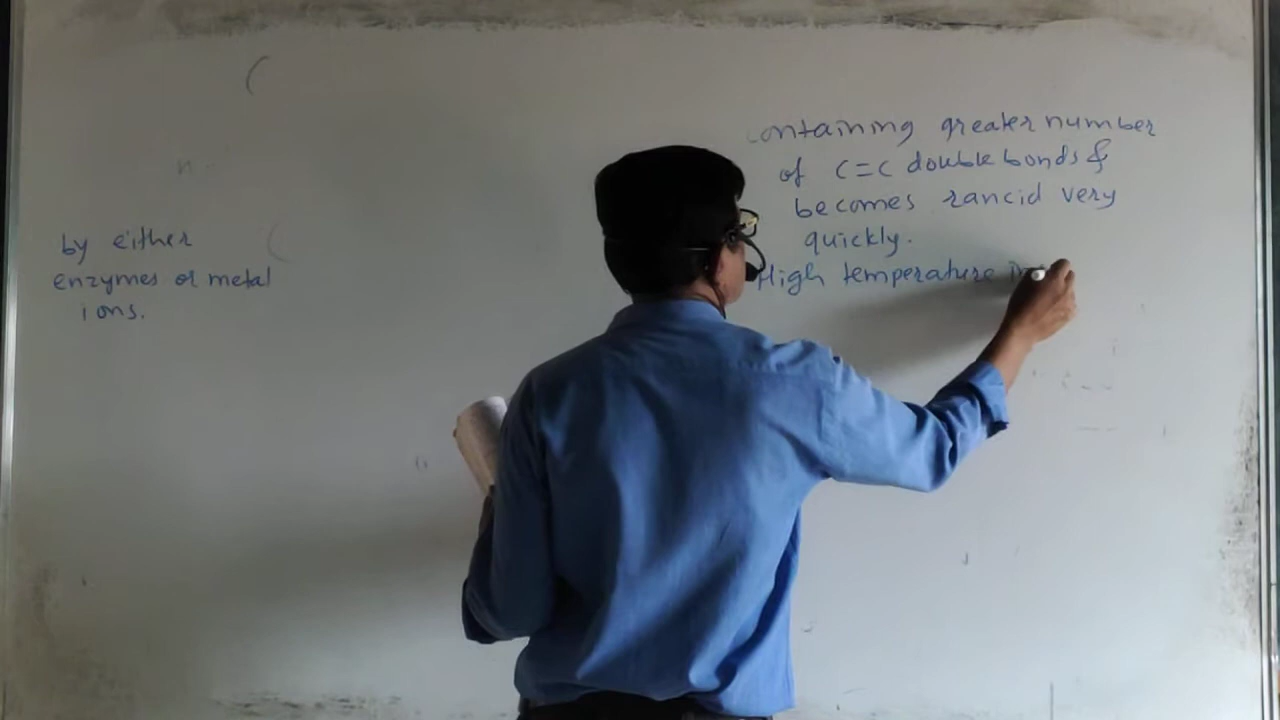 by either
enzymes or metal
ions.
containing greater number
of C=C double bonds &
becomes rancid very
quickly.
High temperature